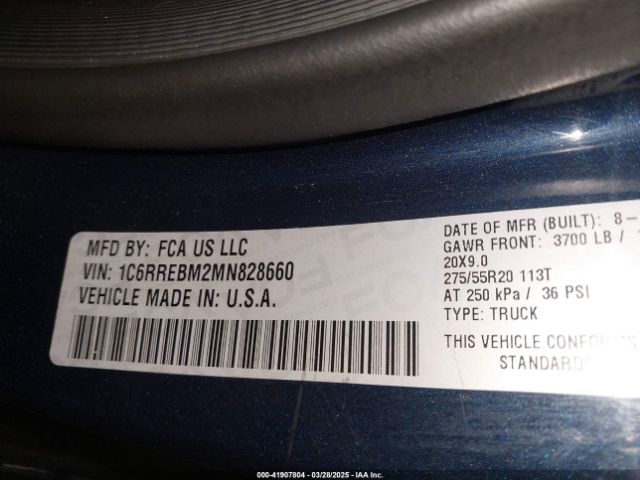 MFD BY: FCA US LLC
VIN: 1C6RREBM2MN828660
VEHICLE MADE IN: U.S.A.
DATE OF MFR (BUILT): 8-
GAWR FRONT: 3700 LB /
20X9.0
275/55R20 113T
AT 250 kPa / 36 PSI
TYPE: TRUCK
THIS VEHICLE CONFORMS
STANDARD
000-41907804 | 03/28/2025 | IAA Inc.